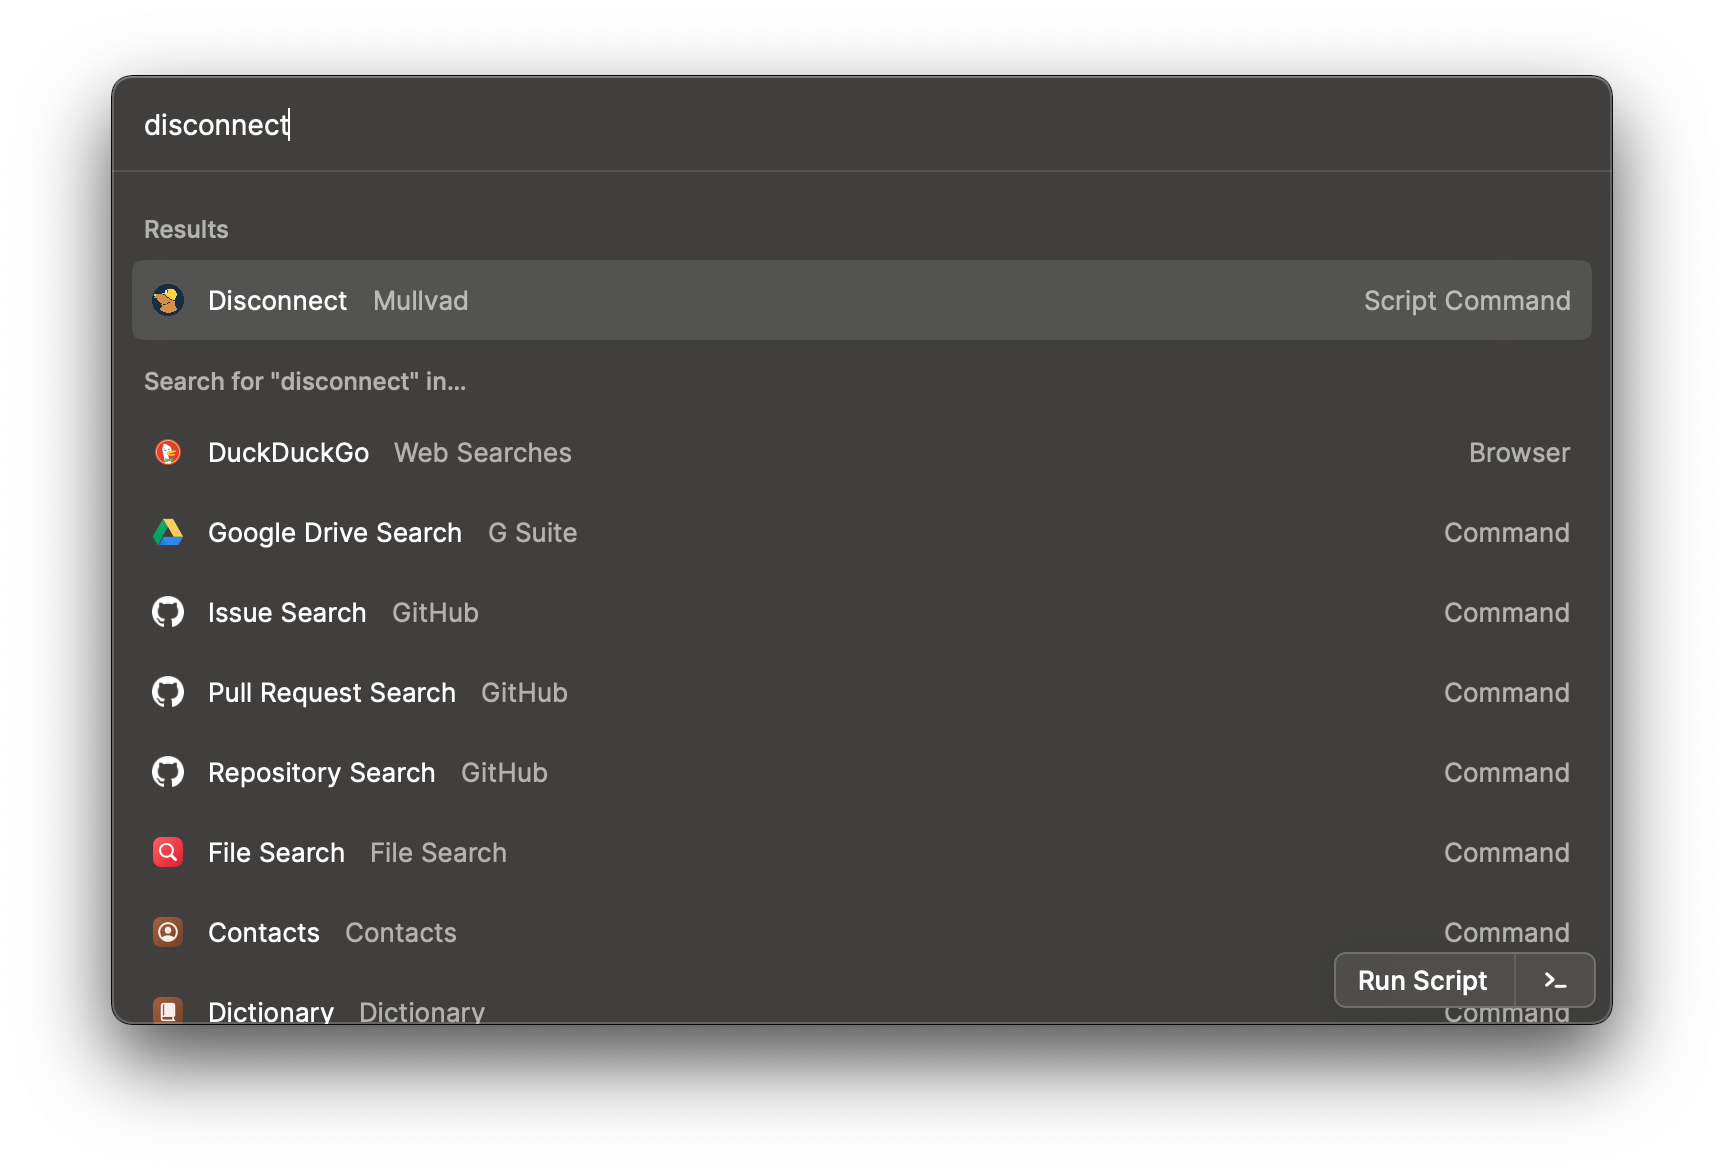 disconnect
Results
Disconnect Mullvad Script Command
Search for "disconnect" in...
DuckDuckGo Web Searches Browser
Google Drive Search G Suite Command
Issue Search GitHub Command
Pull Request Search GitHub Command
Repository Search GitHub Command
File Search File Search Command
Contacts Contacts Command
Run Script >_
Dictionary Dictionary Command